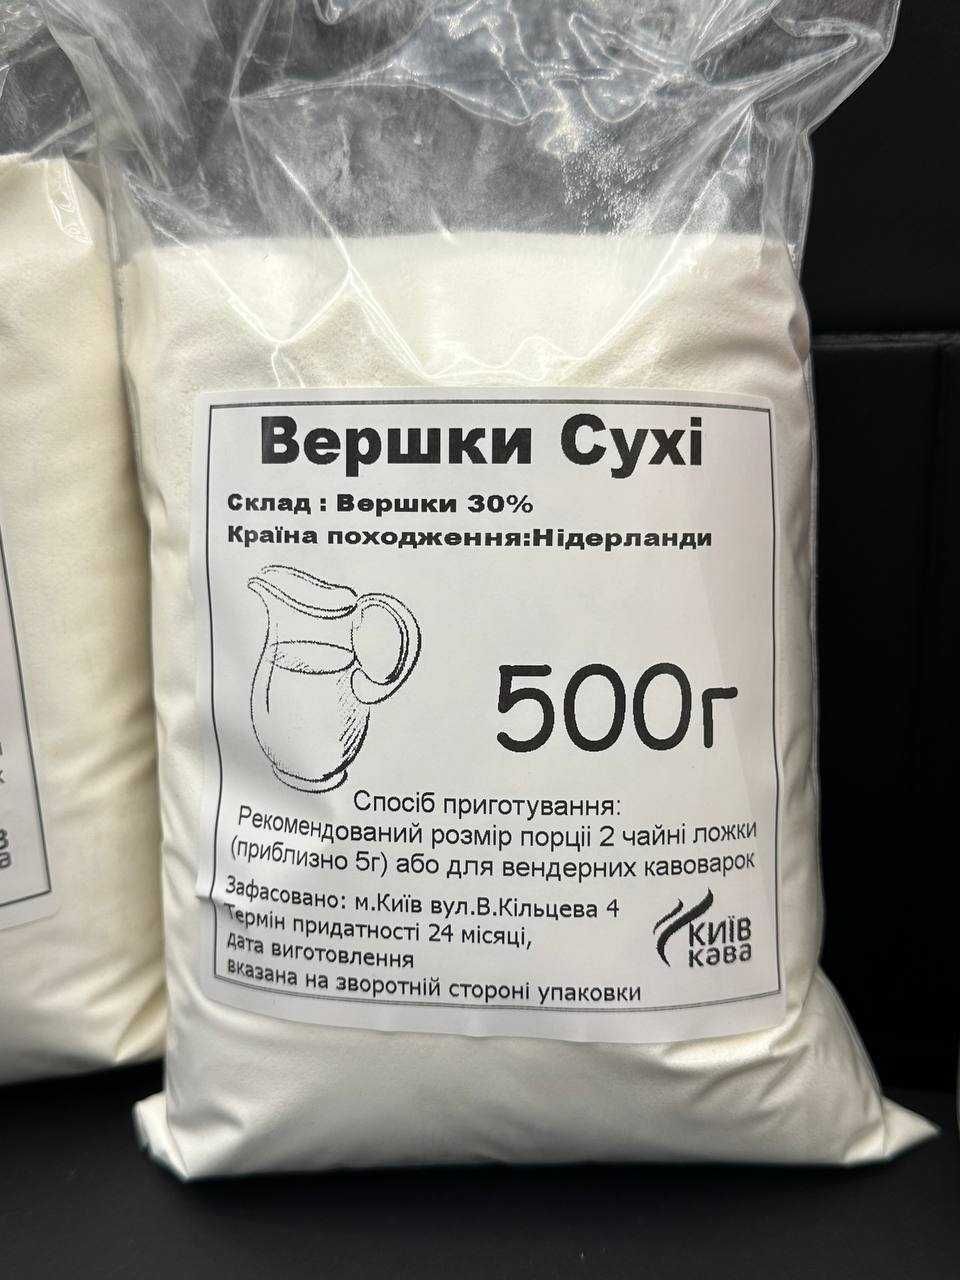 Вершки Сухі
Склад : Вершки 30%
Країна походження:Нідерланди
500г
Спосіб приготування:
Рекомендований розмір порціі 2 чайні ложки
(приблизно 5г) або для вендерних кавоварок
Зафасовано: м.Київ вул.В.Кільцева 4
Термін придатності 24 місяці,
дата виготовлення
вказана на зворотній стороні упаковки
КИЇВ
кава